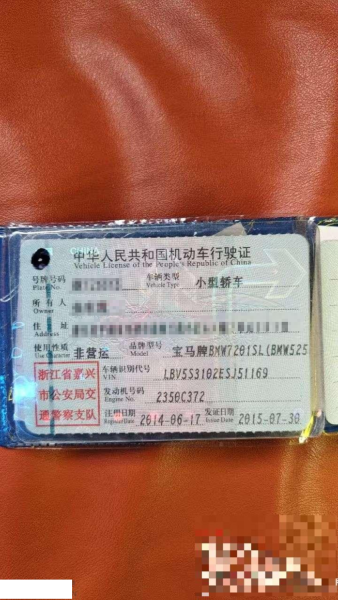 中华人民共和国机动车行驶证
Vehicle License of the People's Republic of China
号牌号码
Plate No.
车辆类型
Vehicle Type
小型轿车
所有人
Owner
住址
Address
使用性质
Use Character
非营运
品牌型号
Model
宝马牌BMW7201SL(BMW525
浙江省嘉兴
市公安局交
通警察支队
车辆识别代号
VIN
LBV5S3102ESJ51169
发动机号码
Engine No.
2350C372
注册日期
Register Date
2014-06-17
发证日期
Issue Date
2015-07-30